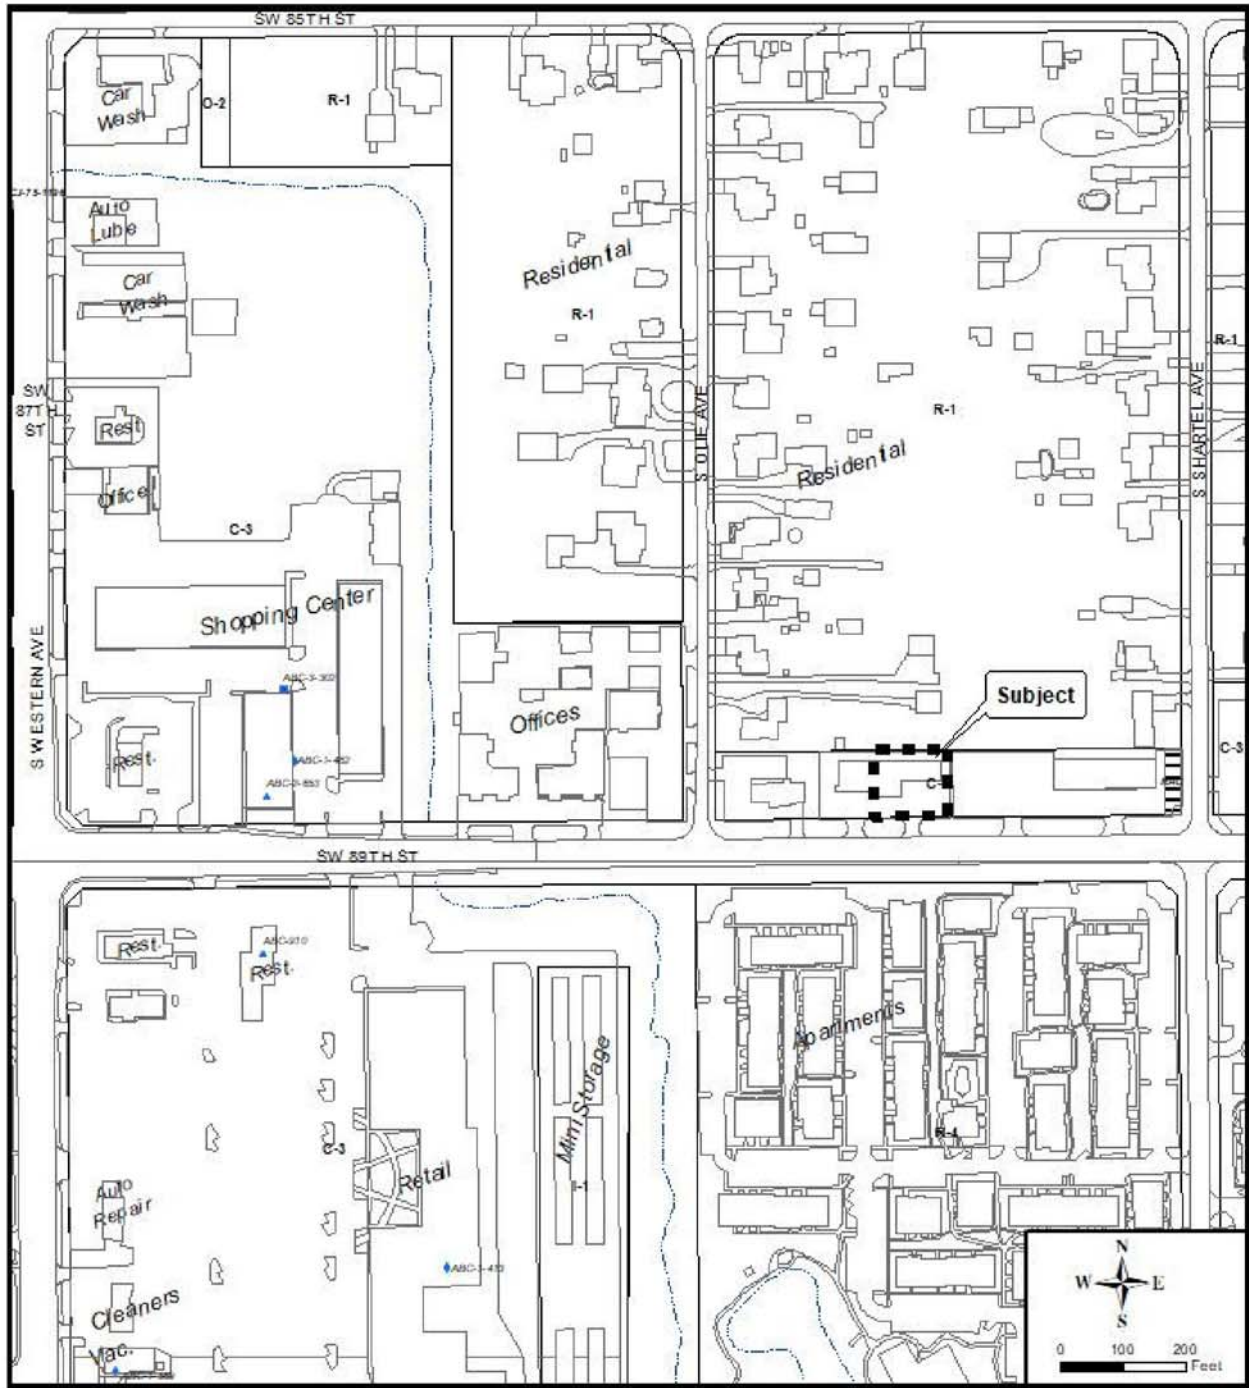 SW 85TH ST
Car
Wash
O-2
R-1
Auto
Lube
Car
Wash
Residential
R-1
R-1
SW
87TH
ST
Rest
Office
S OLIE AVE
R-1
Residential
S SHARTEL AVE
C-3
Shopping Center
S WESTERN AVE
Offices
Subject
C-3
Rest.
SW 89TH ST
Rest.
Rest.
Apartments
Mini Storage
R-4
C-3
Retail
I-1
Auto
Repair
Cleaners
Vac.
N
W
E
S
0 100 200
Feet